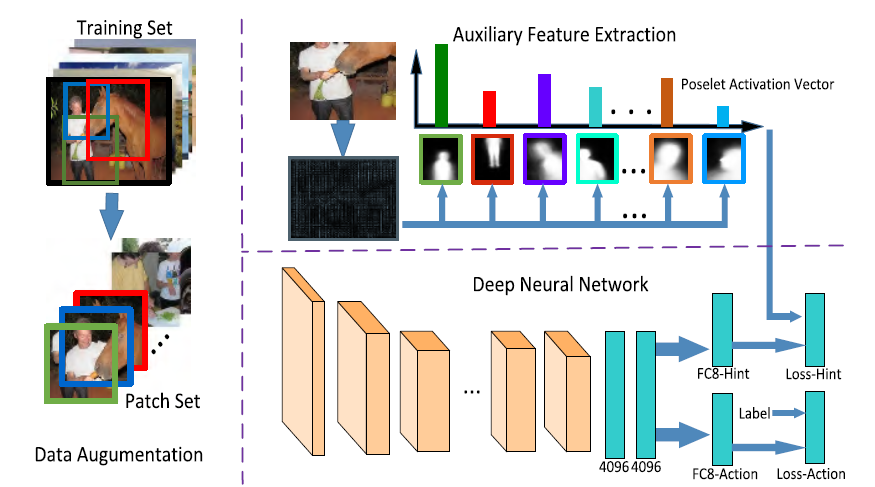 Training Set
Patch Set
Data Augumentation
Auxiliary Feature Extraction
Poselet Activation Vector
Deep Neural Network
4096 4096
FC8-Hint
Loss-Hint
Label
FC8-Action
Loss-Action